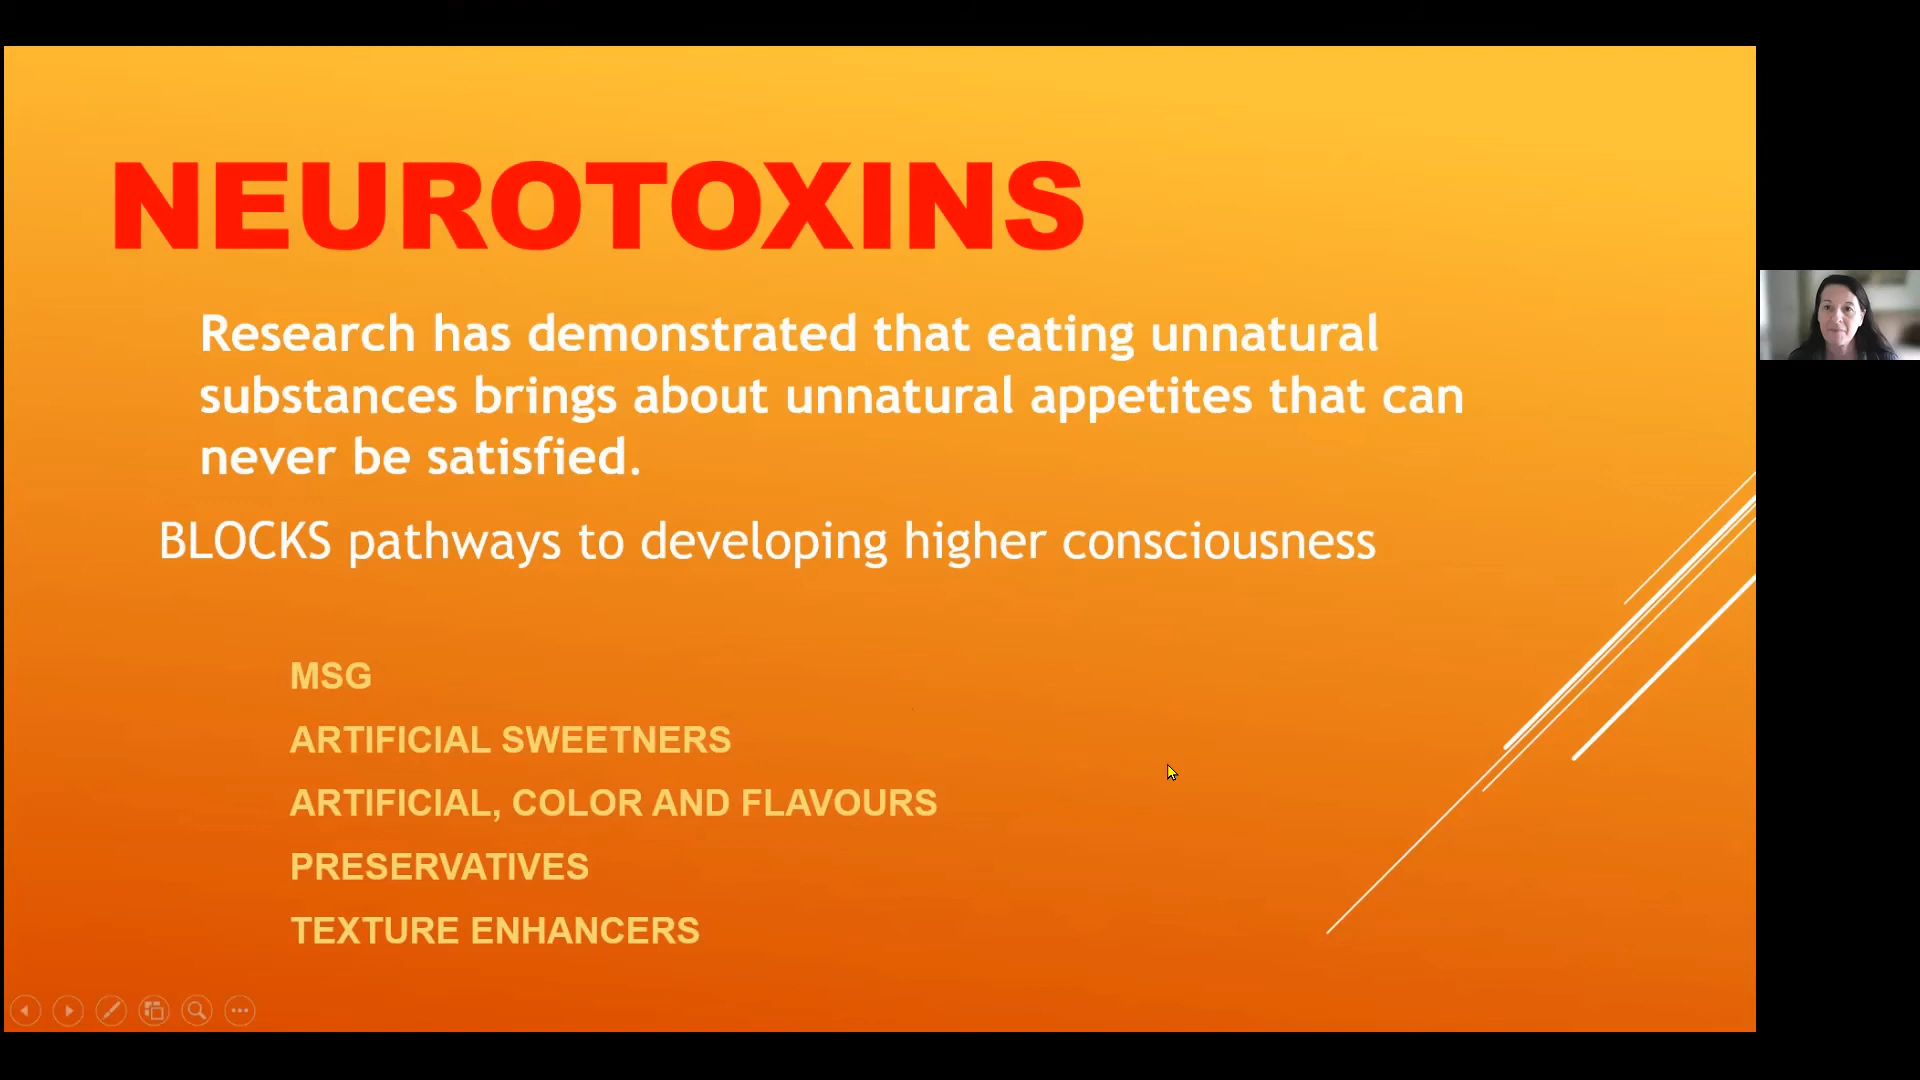 NEUROTOXINS
Research has demonstrated that eating unnatural
substances brings about unnatural appetites that can
never be satisfied.
BLOCKS pathways to developing higher consciousness
MSG
ARTIFICIAL SWEETNERS
ARTIFICIAL, COLOR AND FLAVOURS
PRESERVATIVES
TEXTURE ENHANCERS